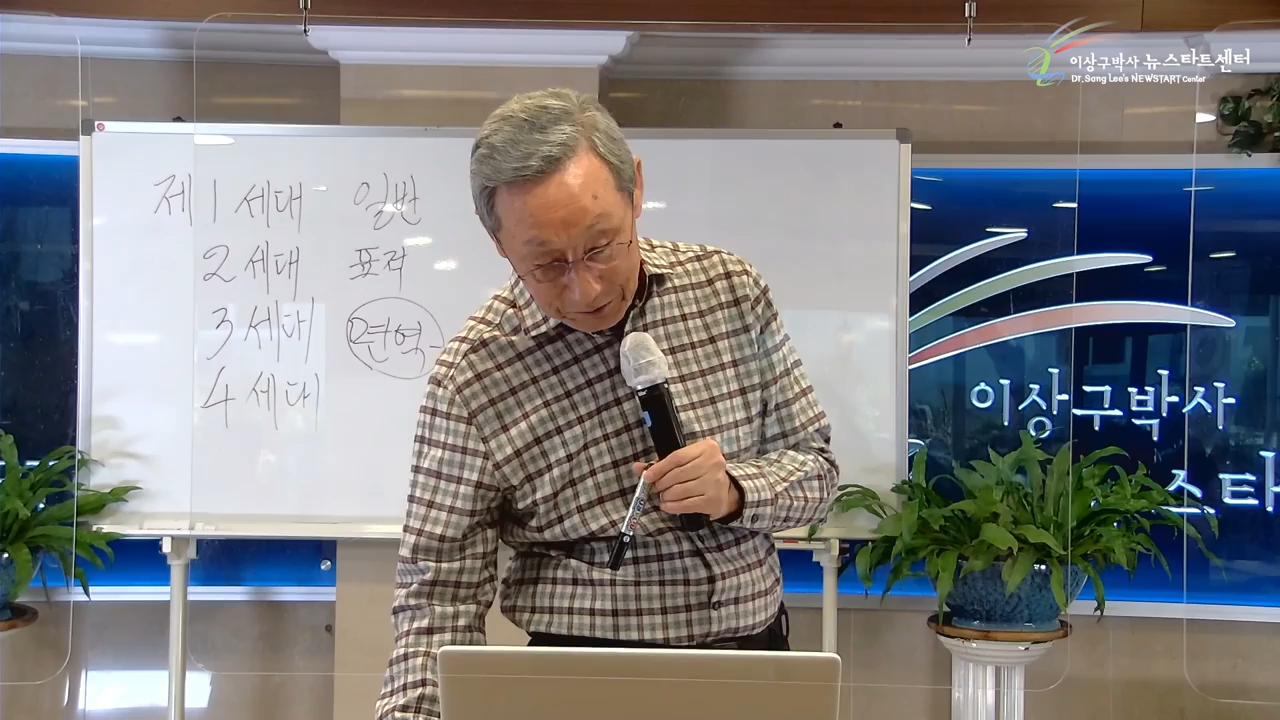 이상구박사 뉴스타트센터
Dr. Sang Lee's NEWSTART Center
제 1 세대 일반
2 세대 표적
3 세대 면역
4 세대
이상구박사
스타